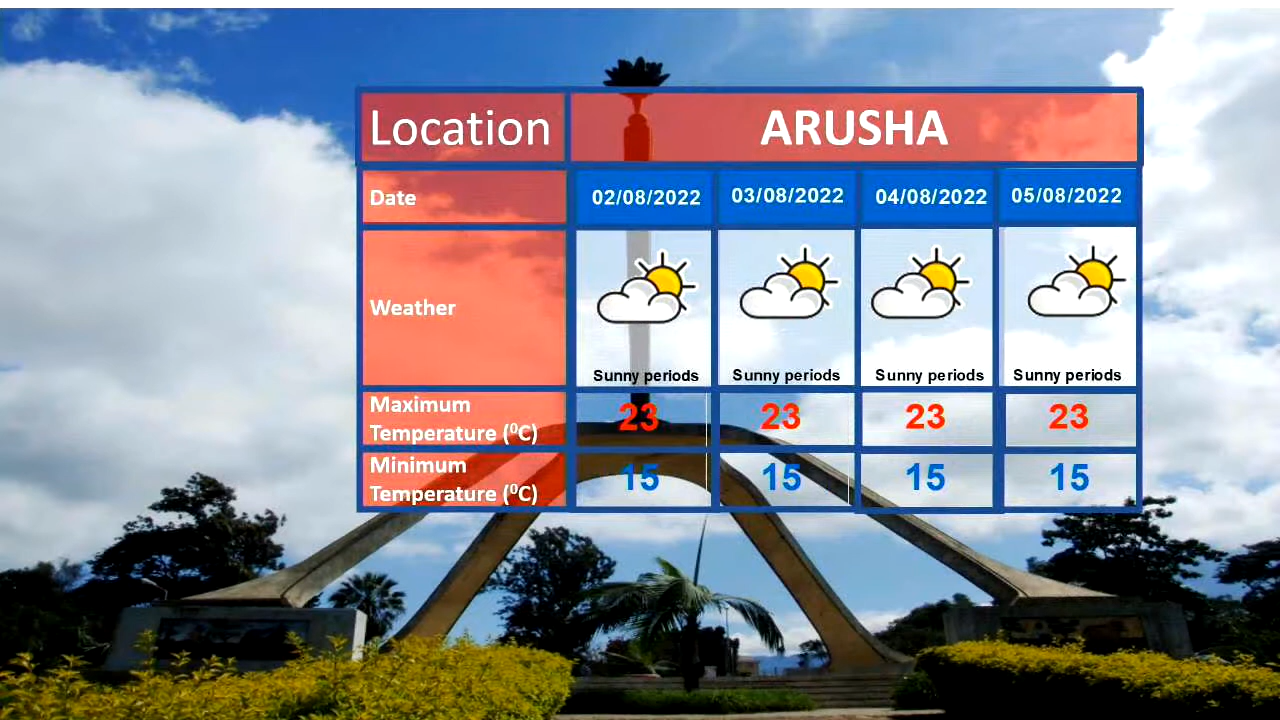 Location ARUSHA
Date 02/08/2022 03/08/2022 04/08/2022 05/08/2022
Weather
Sunny periods Sunny periods Sunny periods Sunny periods
Maximum
Temperature (⁰C) 23 23 23 23
Minimum
Temperature (⁰C) 15 15 15 15